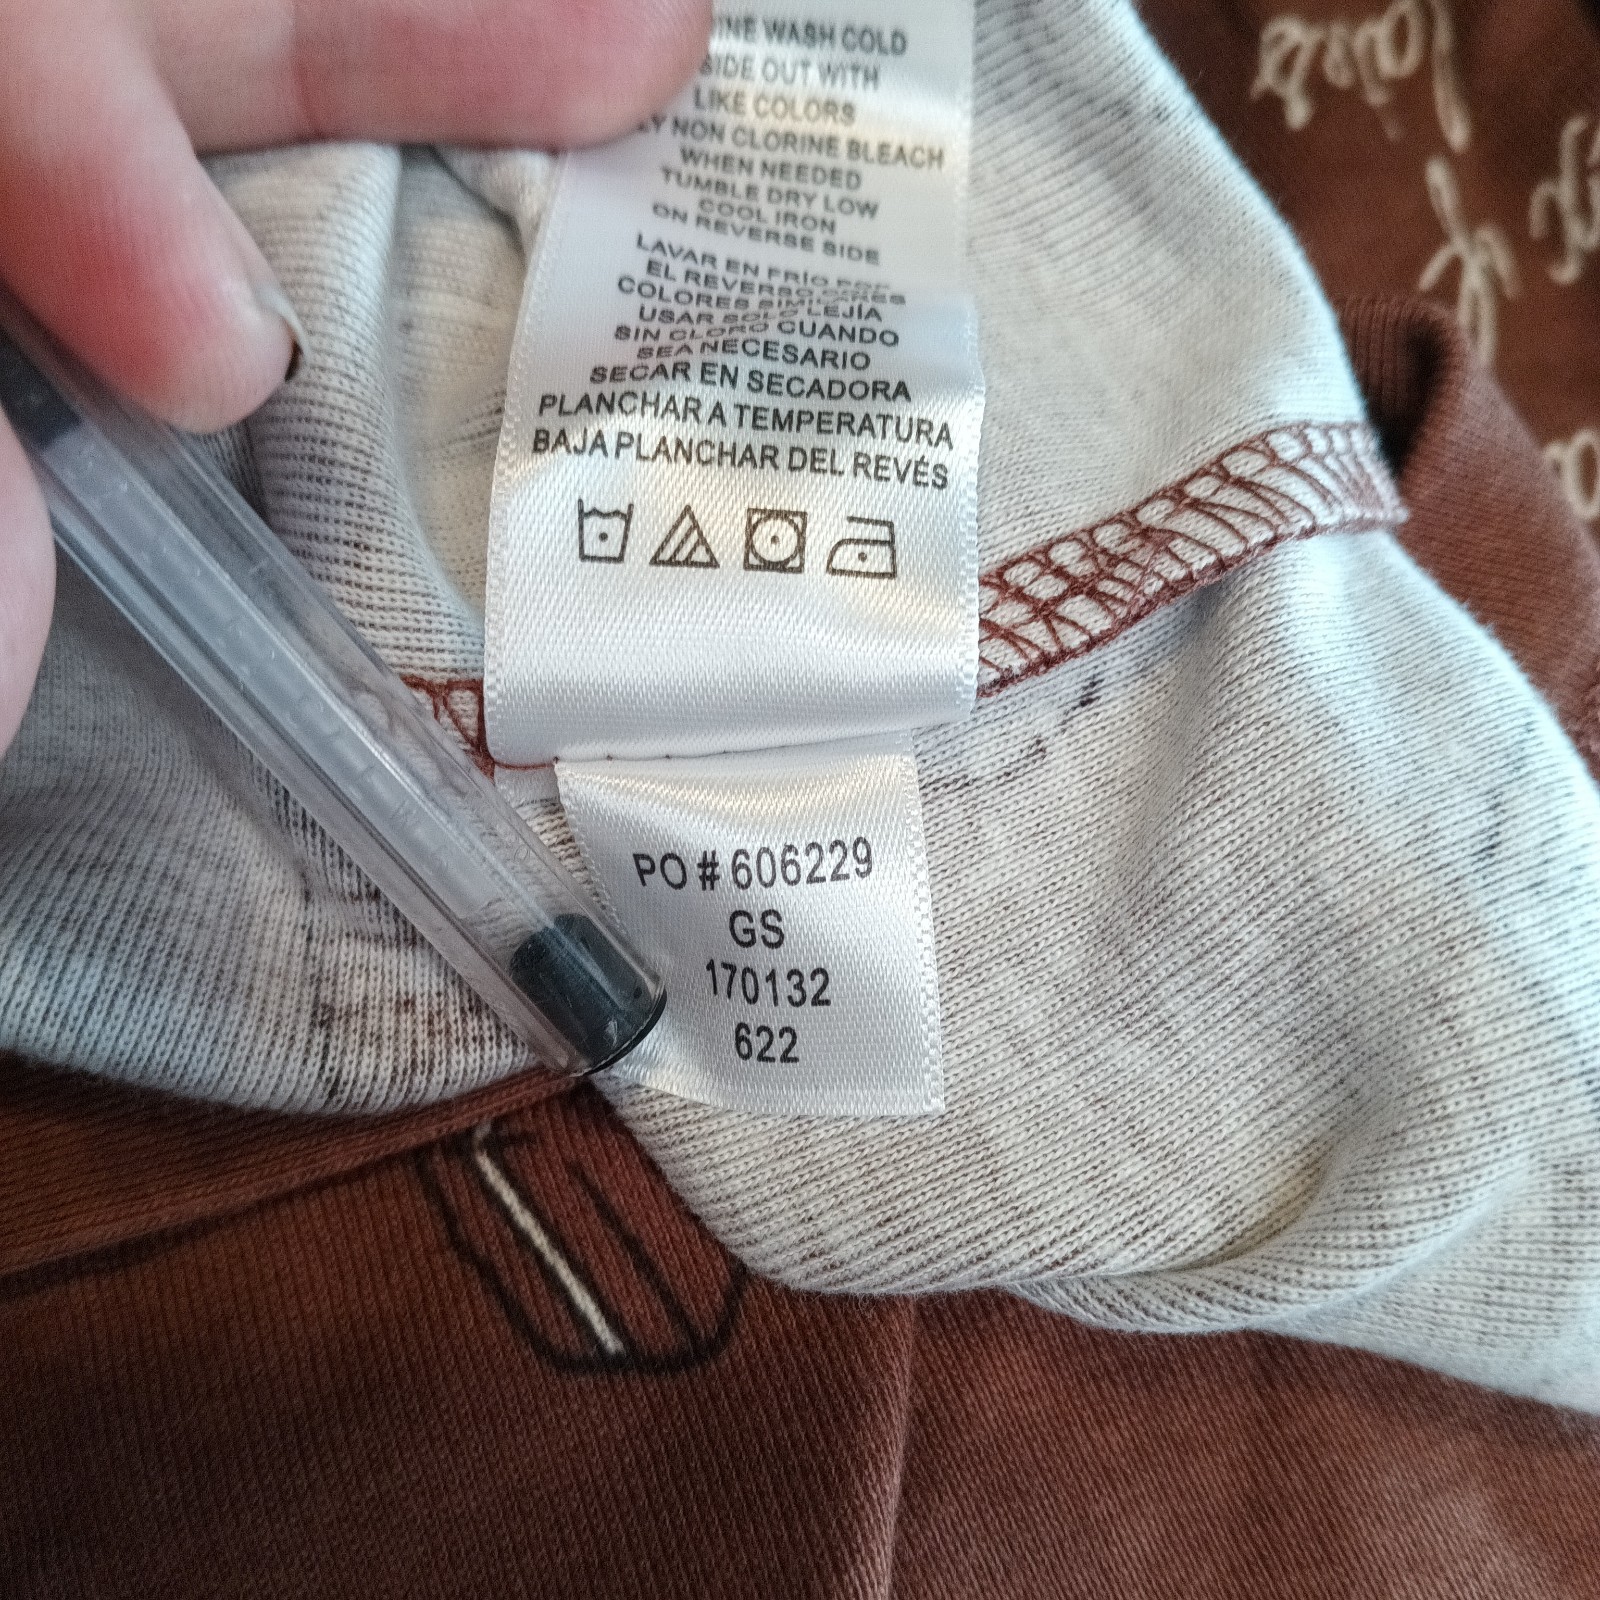 WASH COLD
SIDE OUT WITH
LIKE COLORS
NON CLORINE BLEACH
WHEN NEEDED
TUMBLE DRY LOW
COOL IRON
ON REVERSE SIDE
LAVAR EN FRÍO POR
EL REVERSO
COLORES SIMILARES
USAR SOLO LEJÍA
SIN CLORO CUANDO
SEA NECESARIO
SECAR EN SECADORA
PLANCHAR A TEMPERATURA
BAJA PLANCHAR DEL REVÉS
PO # 606229
GS
170132
622